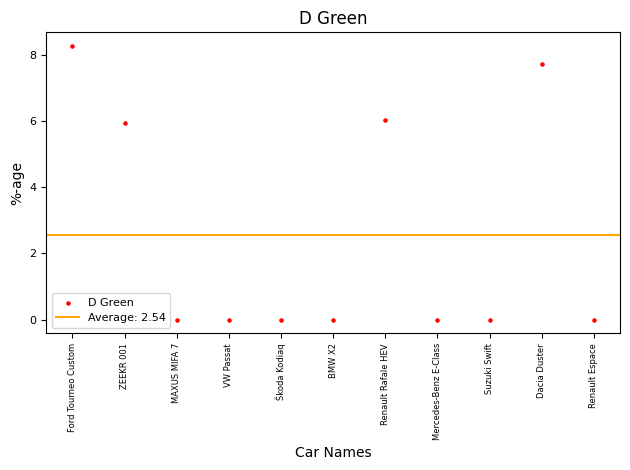 D Green
%-age
8
6
4
2
0
D Green
Average: 2.54
Ford Tourneo Custom
ZEEKR 001
MAXUS MIFA 7
VW Passat
Škoda Kodiaq
BMW X2
Renault Rafale HEV
Mercedes-Benz E-Class
Suzuki Swift
Dacia Duster
Renault Espace
Car Names